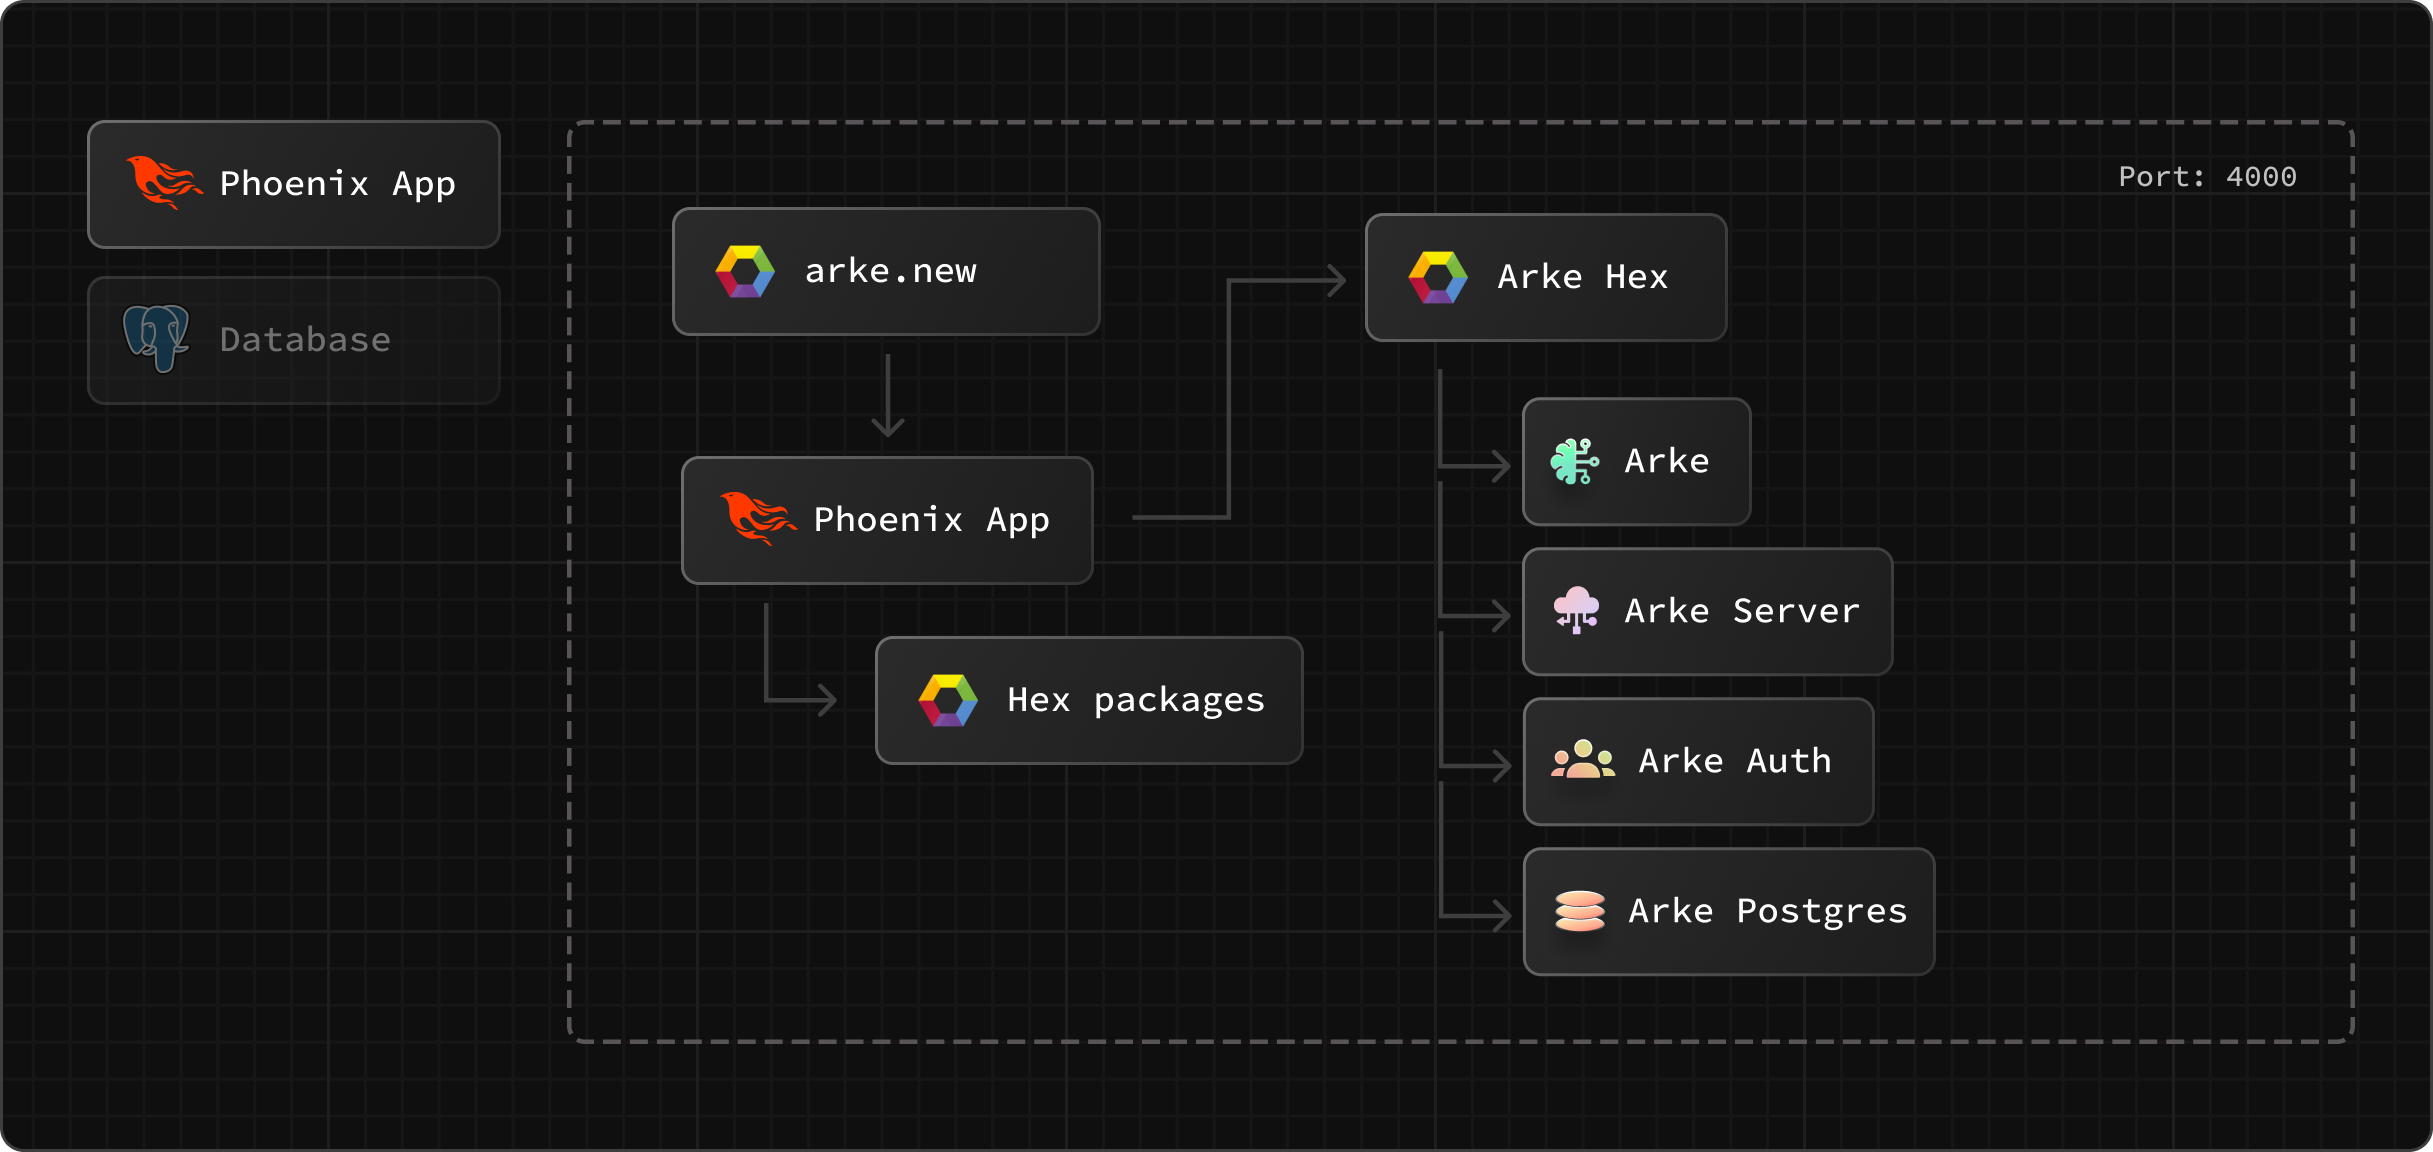 Phoenix App
Database
Port: 4000
arke.new
Phoenix App
Hex packages
Arke Hex
Arke
Arke Server
Arke Auth
Arke Postgres